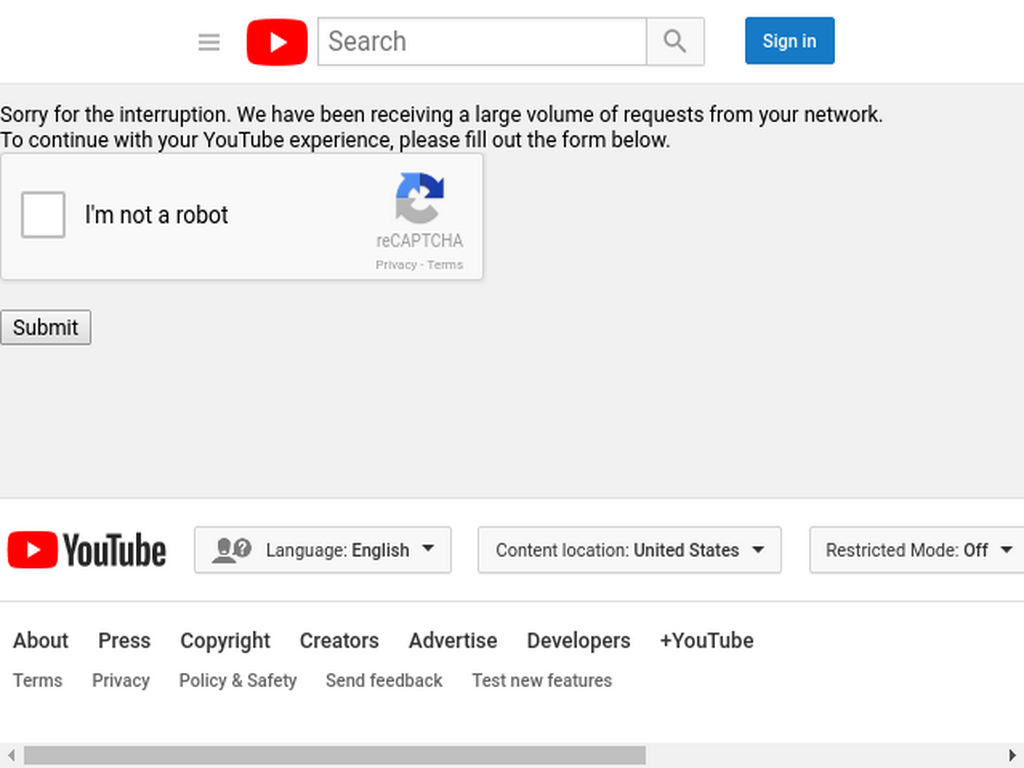 Search
Sign in
Sorry for the interruption. We have been receiving a large volume of requests from your network.
To continue with your YouTube experience, please fill out the form below.
I'm not a robot
reCAPTCHA
Privacy - Terms
Submit
YouTube Language: English Content location: United States Restricted Mode: Off
About Press Copyright Creators Advertise Developers +YouTube
Terms Privacy Policy & Safety Send feedback Test new features